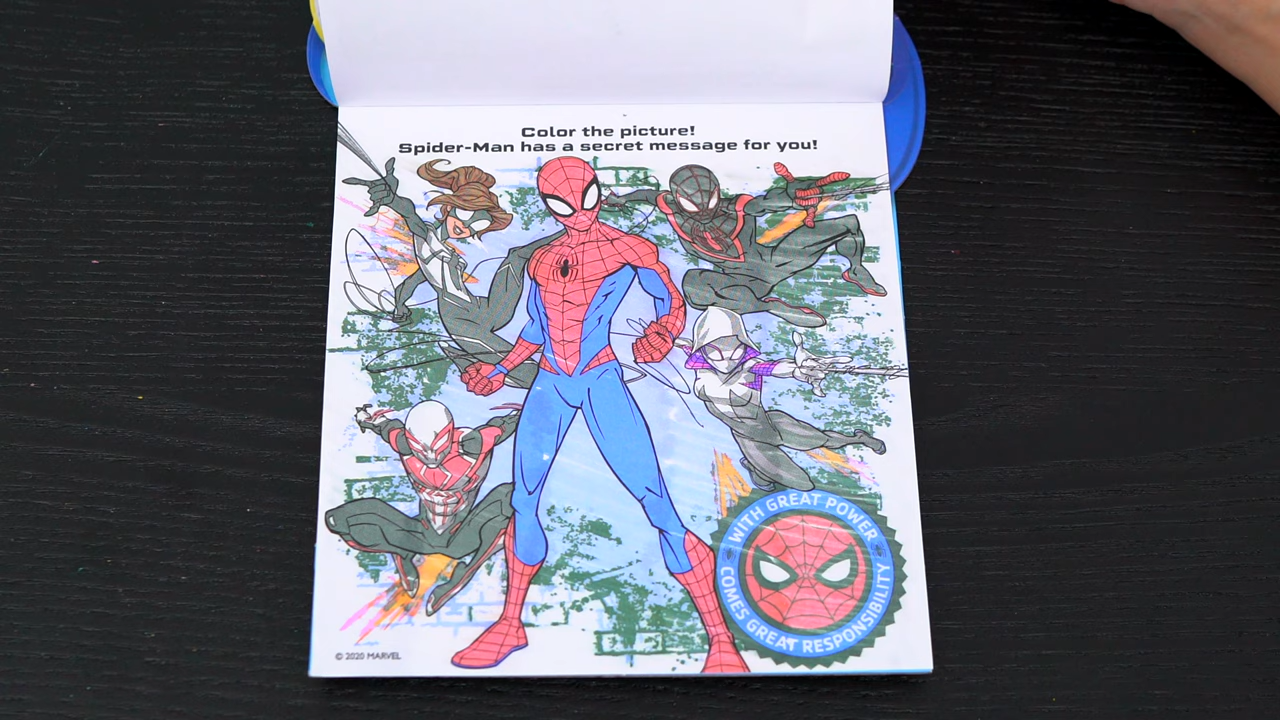 Color the picture!
Spider-Man has a secret message for you!
WITH GREAT POWER
COMES GREAT RESPONSIBILITY
© 2020 MARVEL